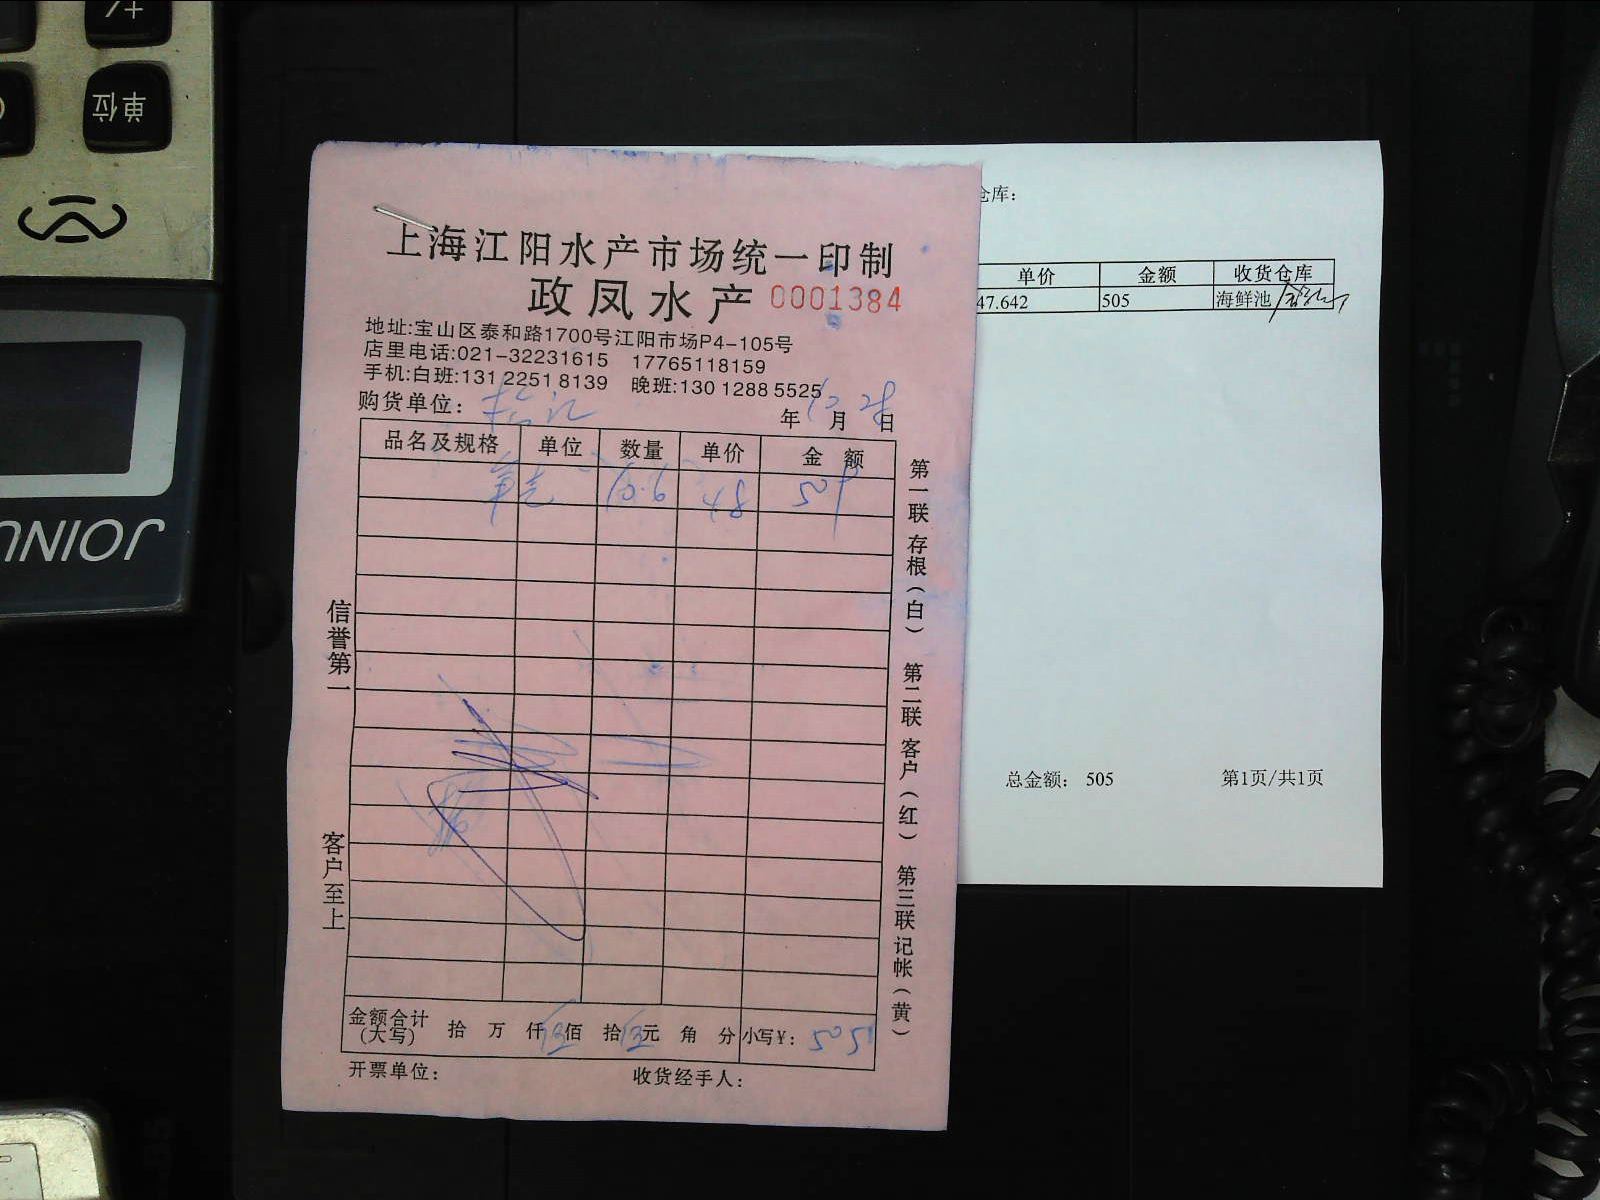 单位
上海江阳水产市场统一印制
政凤水产 0001384
地址:宝山区泰和路1700号江阳市场P4-105号
店里电话:021-32231615 17765118159
手机:白班:131 2251 8139 晚班:130 1288 5525
购货单位: 年 月 28 日
品名及规格 单位 数量 单价 金额
10.6 48 505
信誉第一
客户至上
第一联存根(白) 第二联客户(红) 第三联记帐(黄)
金额合计(大写) 拾 万 仟 伍 佰 拾 伍 元 角 分 小写¥: 505
开票单位: 收货经手人:
仓库:
单价 金额 收货仓库
47.642 505 海鲜池
总金额: 505 第1页/共1页
JOINU